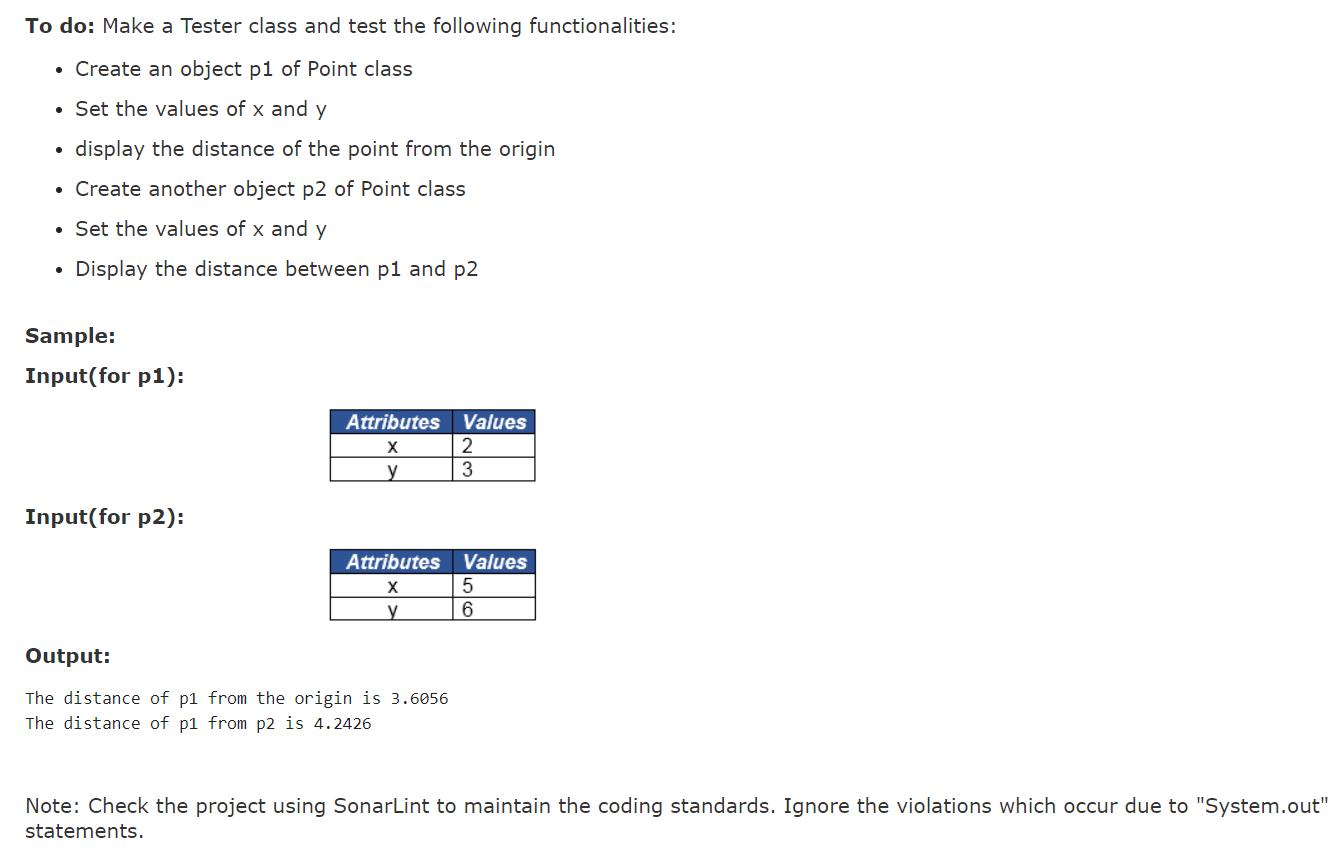 To do: Make a Tester class and test the following functionalities:
• Create an object p1 of Point class
• Set the values of x and y
• display the distance of the point from the origin
• Create another object p2 of Point class
• Set the values of x and y
• Display the distance between p1 and p2
Sample:
Input(for p1):
Attributes Values
x 2
y 3
Input(for p2):
Attributes Values
x 5
y 6
Output:
The distance of p1 from the origin is 3.6056
The distance of p1 from p2 is 4.2426
Note: Check the project using SonarLint to maintain the coding standards. Ignore the violations which occur due to "System.out"
statements.